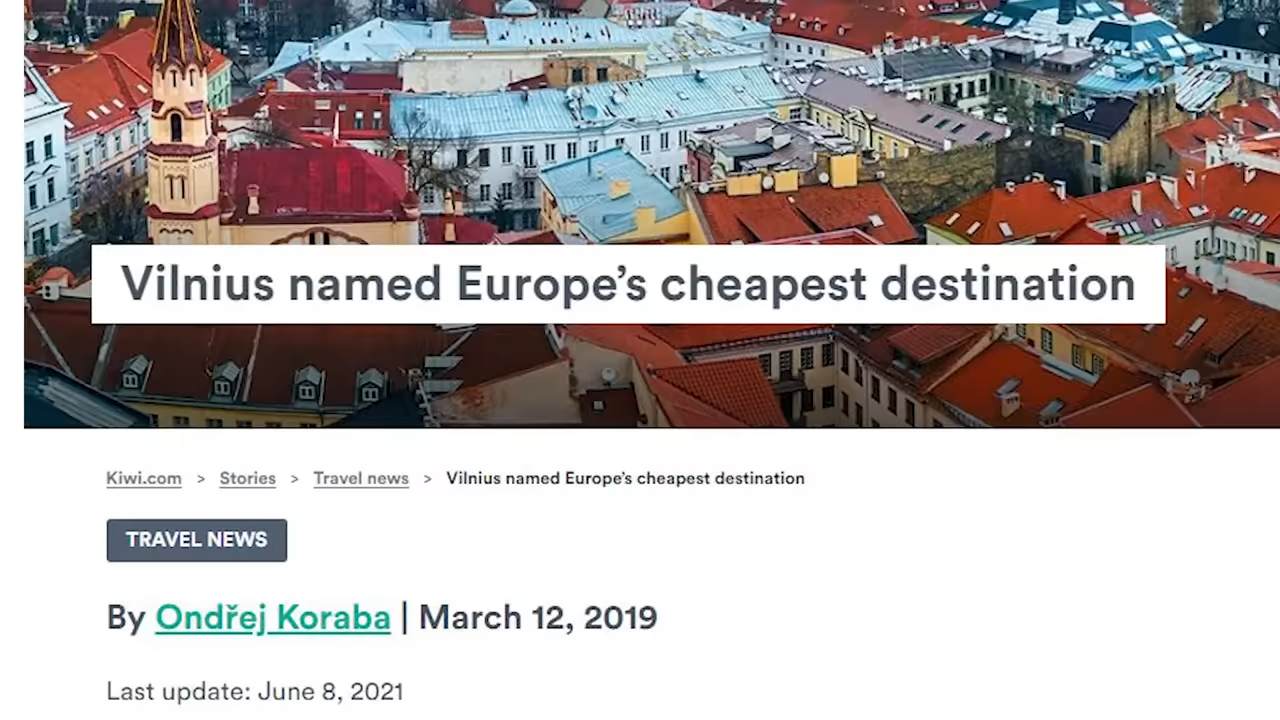 Vilnius named Europe’s cheapest destination
Kiwi.com > Stories > Travel news > Vilnius named Europe’s cheapest destination
TRAVEL NEWS
By Ondřej Koraba | March 12, 2019
Last update: June 8, 2021